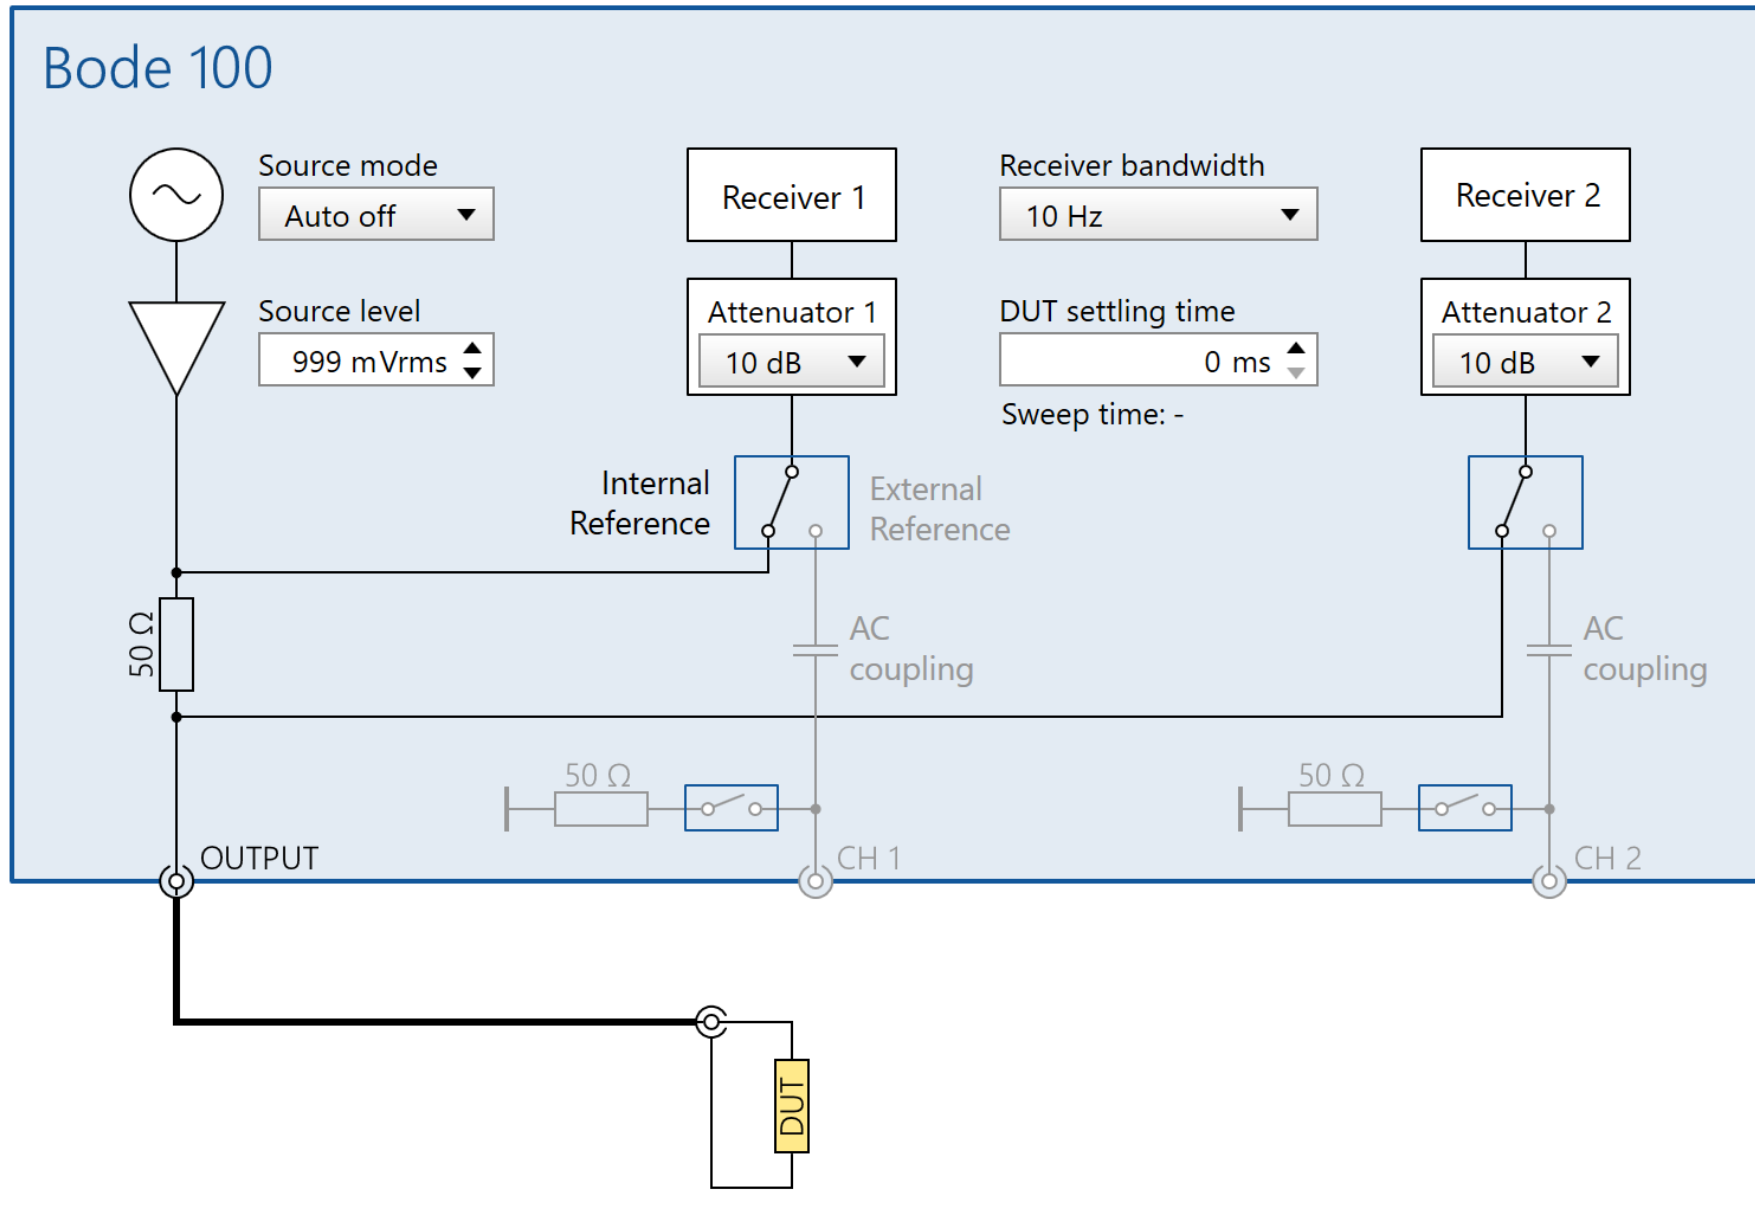 Bode 100
Source mode
Auto off
Receiver 1
Receiver bandwidth
10 Hz
Receiver 2
Source level
999 mVrms
Attenuator 1
10 dB
DUT settling time
0 ms
Attenuator 2
10 dB
Sweep time: -
Internal
Reference
External
Reference
50 Ω
AC
coupling
AC
coupling
50 Ω
50 Ω
OUTPUT
CH 1
CH 2
DUT